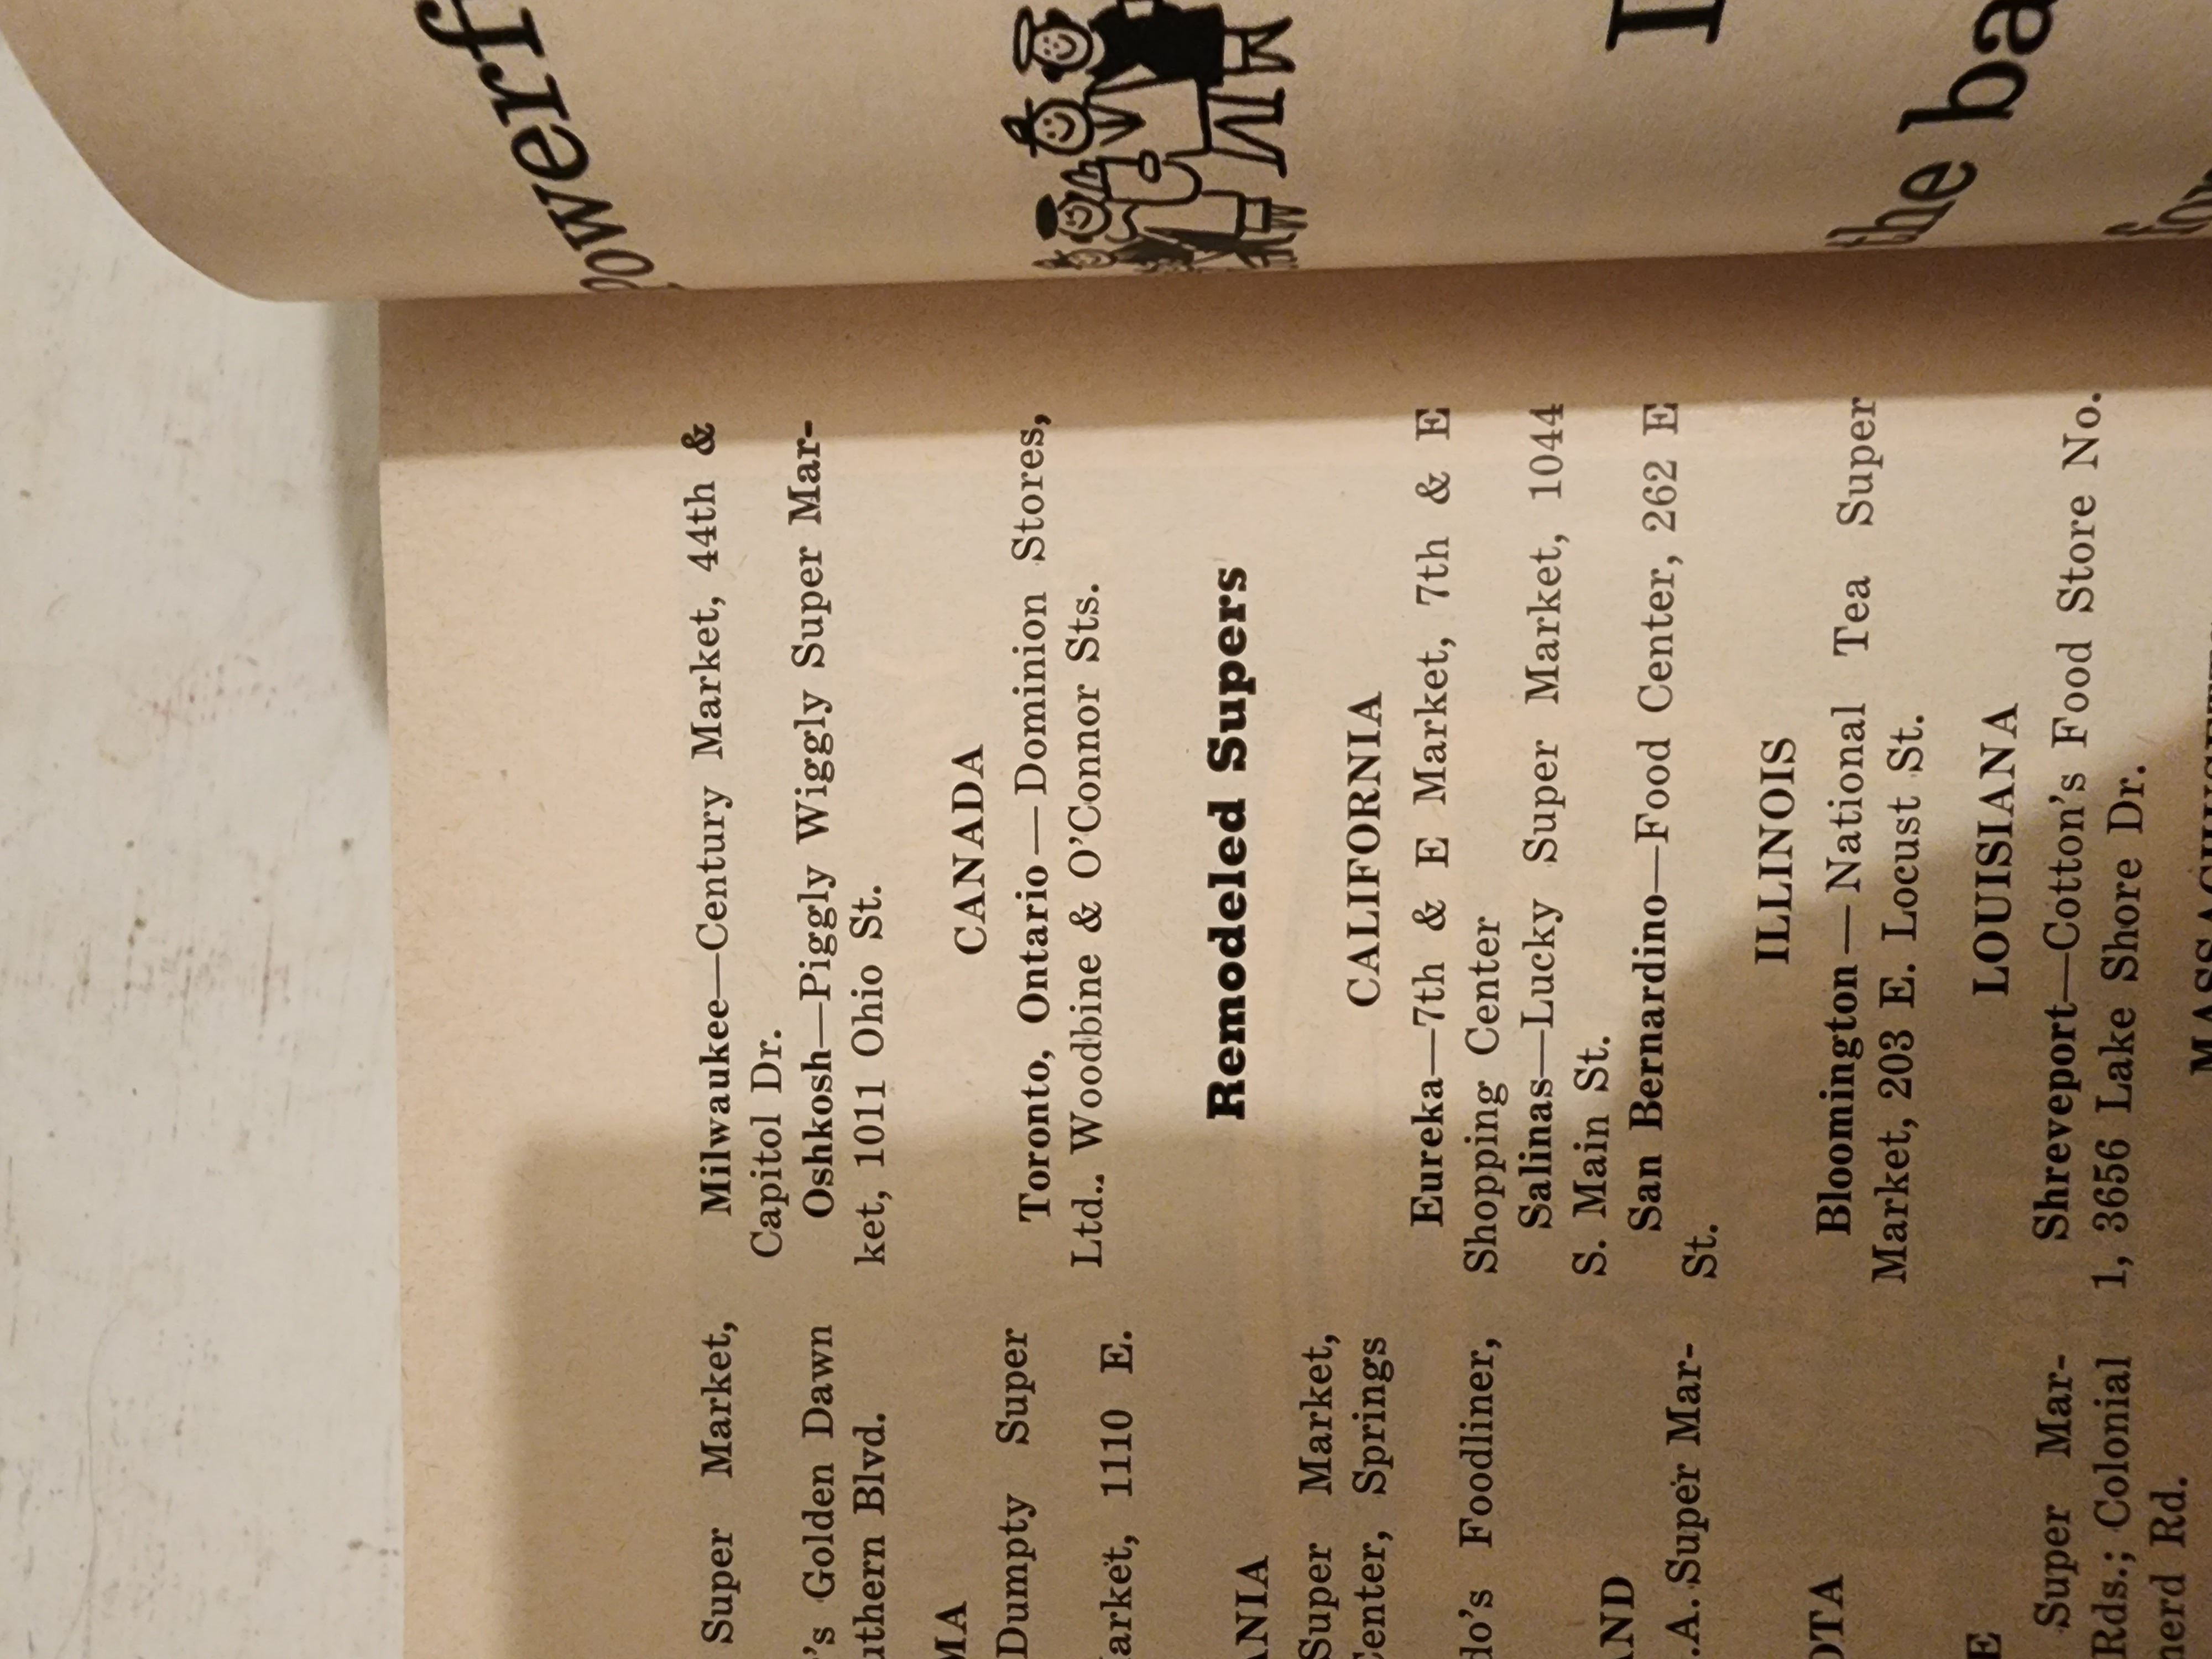 Super Market,
's Golden Dawn
uthern Blvd.
MA
Dumpty Super
arket, 1110 E.
ANIA
Super Market,
Center, Springs
do's Foodliner,
AND
.A. Super Mar-
OTA
E
Super Mar-
Rds.; Colonial
herd Rd.
Milwaukee—Century Market, 44th &
Capitol Dr.
Oshkosh—Piggly Wiggly Super Mar-
ket, 1011 Ohio St.
CANADA
Toronto, Ontario—Dominion Stores,
Ltd.. Woodbine & O'Connor Sts.
Remodeled Supers
CALIFORNIA
Eureka—7th & E Market, 7th & E
Shopping Center
Salinas—Lucky Super Market, 1044
S. Main St.
San Bernardino—Food Center, 262 E
St.
ILLINOIS
Bloomington—National Tea Super
Market, 203 E. Locust St.
LOUISIANA
Shreveport—Cotton's Food Store No.
1, 3656 Lake Shore Dr.
powerf
the ba